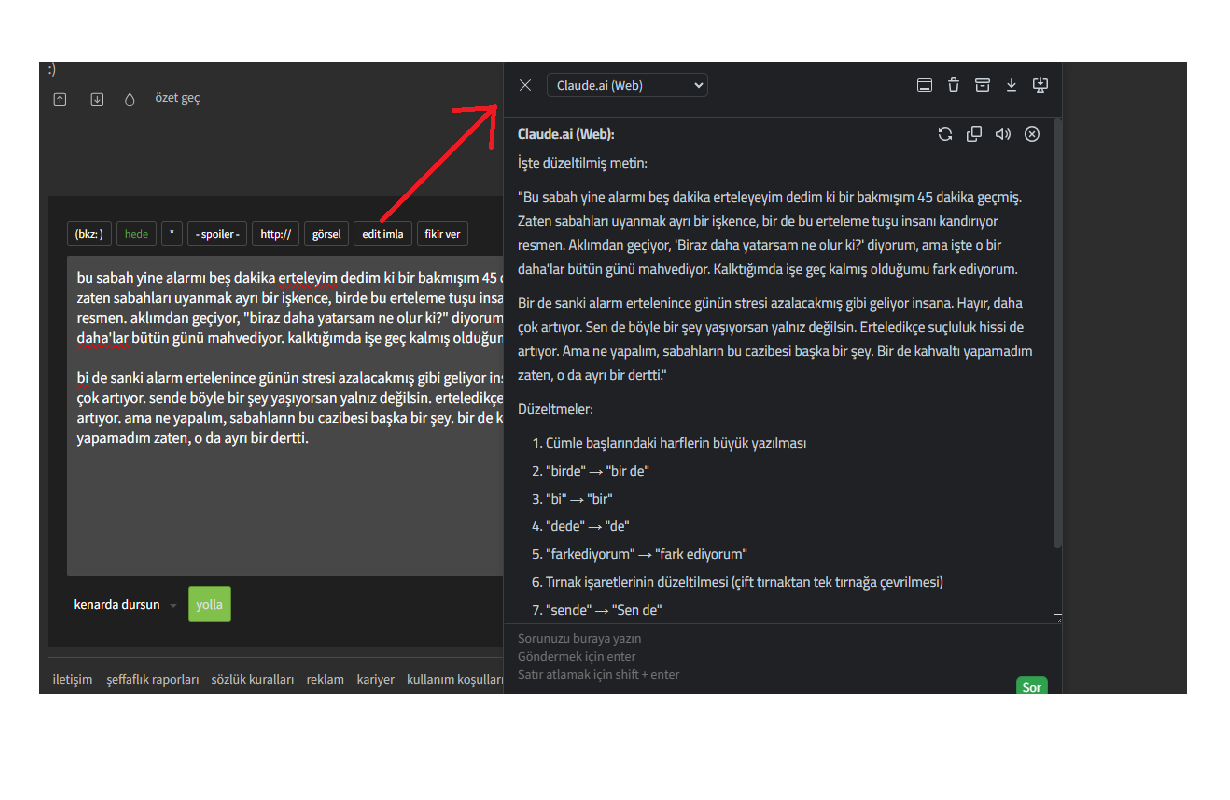 :)
özet geç
(bkz: )
hede
*
- spoiler -
http://
görsel
edit imla
fikir ver
bu sabah yine alarmı beş dakika erteleyim dedim ki bir bakmışım 45 d
zaten sabahları uyanmak ayrı bir işkence, birde bu erteleme tuşu insa
resmen. aklımdan geçiyor, "biraz daha yatarsam ne olur ki?" diyorum
daha'lar bütün günü mahvediyor. kalktığımda işe geç kalmış olduğum
bi de sanki alarm ertelenince günün stresi azalacakmış gibi geliyor ins
çok artıyor. sende böyle bir şey yaşıyorsan yalnız değilsin. erteledikçe
artıyor. ama ne yapalım, sabahların bu cazibesi başka bir şey. bir de k
yapamadım zaten, o da ayrı bir dertti.
kenarda dursun
yolla
iletişim şeffaflık raporları sözlük kuralları reklam kariyer kullanım koşulları
Claude.ai (Web)
Claude.ai (Web):
İşte düzeltilmiş metin:
"Bu sabah yine alarmı beş dakika erteleyeyim dedim ki bir bakmışım 45 dakika geçmiş.
Zaten sabahları uyanmak ayrı bir işkence, bir de bu erteleme tuşu insanı kandırıyor
resmen. Aklımdan geçiyor, 'Biraz daha yatarsam ne olur ki?' diyorum, ama işte o bir
daha'lar bütün günü mahvediyor. Kalktığımda işe geç kalmış olduğumu fark ediyorum.
Bir de sanki alarm ertelenince günün stresi azalacakmış gibi geliyor insana. Hayır, daha
çok artıyor. Sen de böyle bir şey yaşıyorsan yalnız değilsin. Erteledikçe suçluluk hissi de
artıyor. Ama ne yapalım, sabahların bu cazibesi başka bir şey. Bir de kahvaltı yapamadım
zaten, o da ayrı bir dertti."
Düzeltmeler:
1. Cümle başlarındaki harflerin büyük yazılması
2. "birde" → "bir de"
3. "bi" → "bir"
4. "dede" → "de"
5. "farkediyorum" → "fark ediyorum"
6. Tırnak işaretlerinin düzeltilmesi (çift tırnaktan tek tırnağa çevrilmesi)
7. "sende" → "Sen de"
Sorunuzu buraya yazın
Göndermek için enter
Satır atlamak için shift + enter
Sor